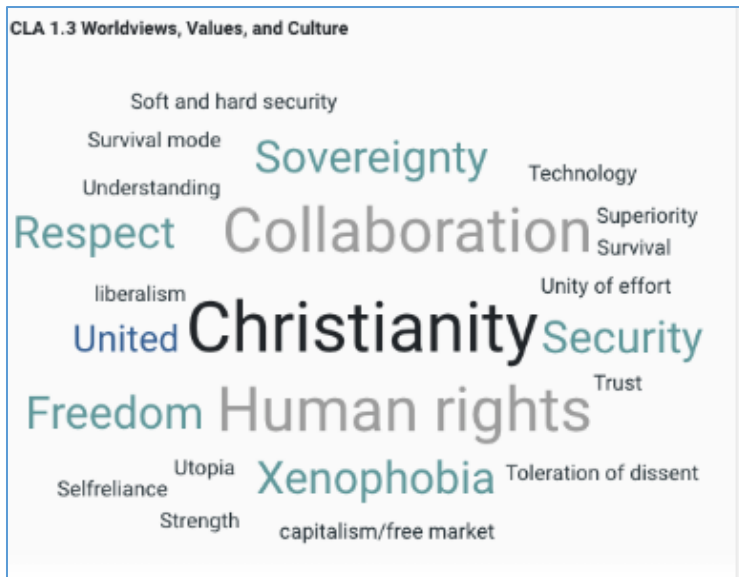 CLA 1.3 Worldviews, Values, and Culture
Soft and hard security
Survival mode
Sovereignty
Technology
Understanding
Respect
Collaboration
Superiority
Survival
liberalism
Unity of effort
United
Christianity
Security
Trust
Freedom
Human rights
Utopia
Xenophobia
Toleration of dissent
Selfreliance
Strength
capitalism/free market